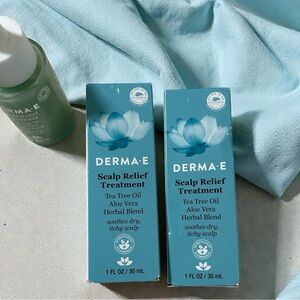 DERMA·E
DERMA·E
Scalp Relief
Treatment
Tea Tree Oil
Aloe Vera
Herbal Blend
soothes dry,
itchy scalp
1 FL OZ / 30 mL
DERMA·E
Scalp Relief
Treatment
Tea Tree Oil
Aloe Vera
Herbal Blend
soothes dry,
itchy scalp
1 FL OZ / 30 mL